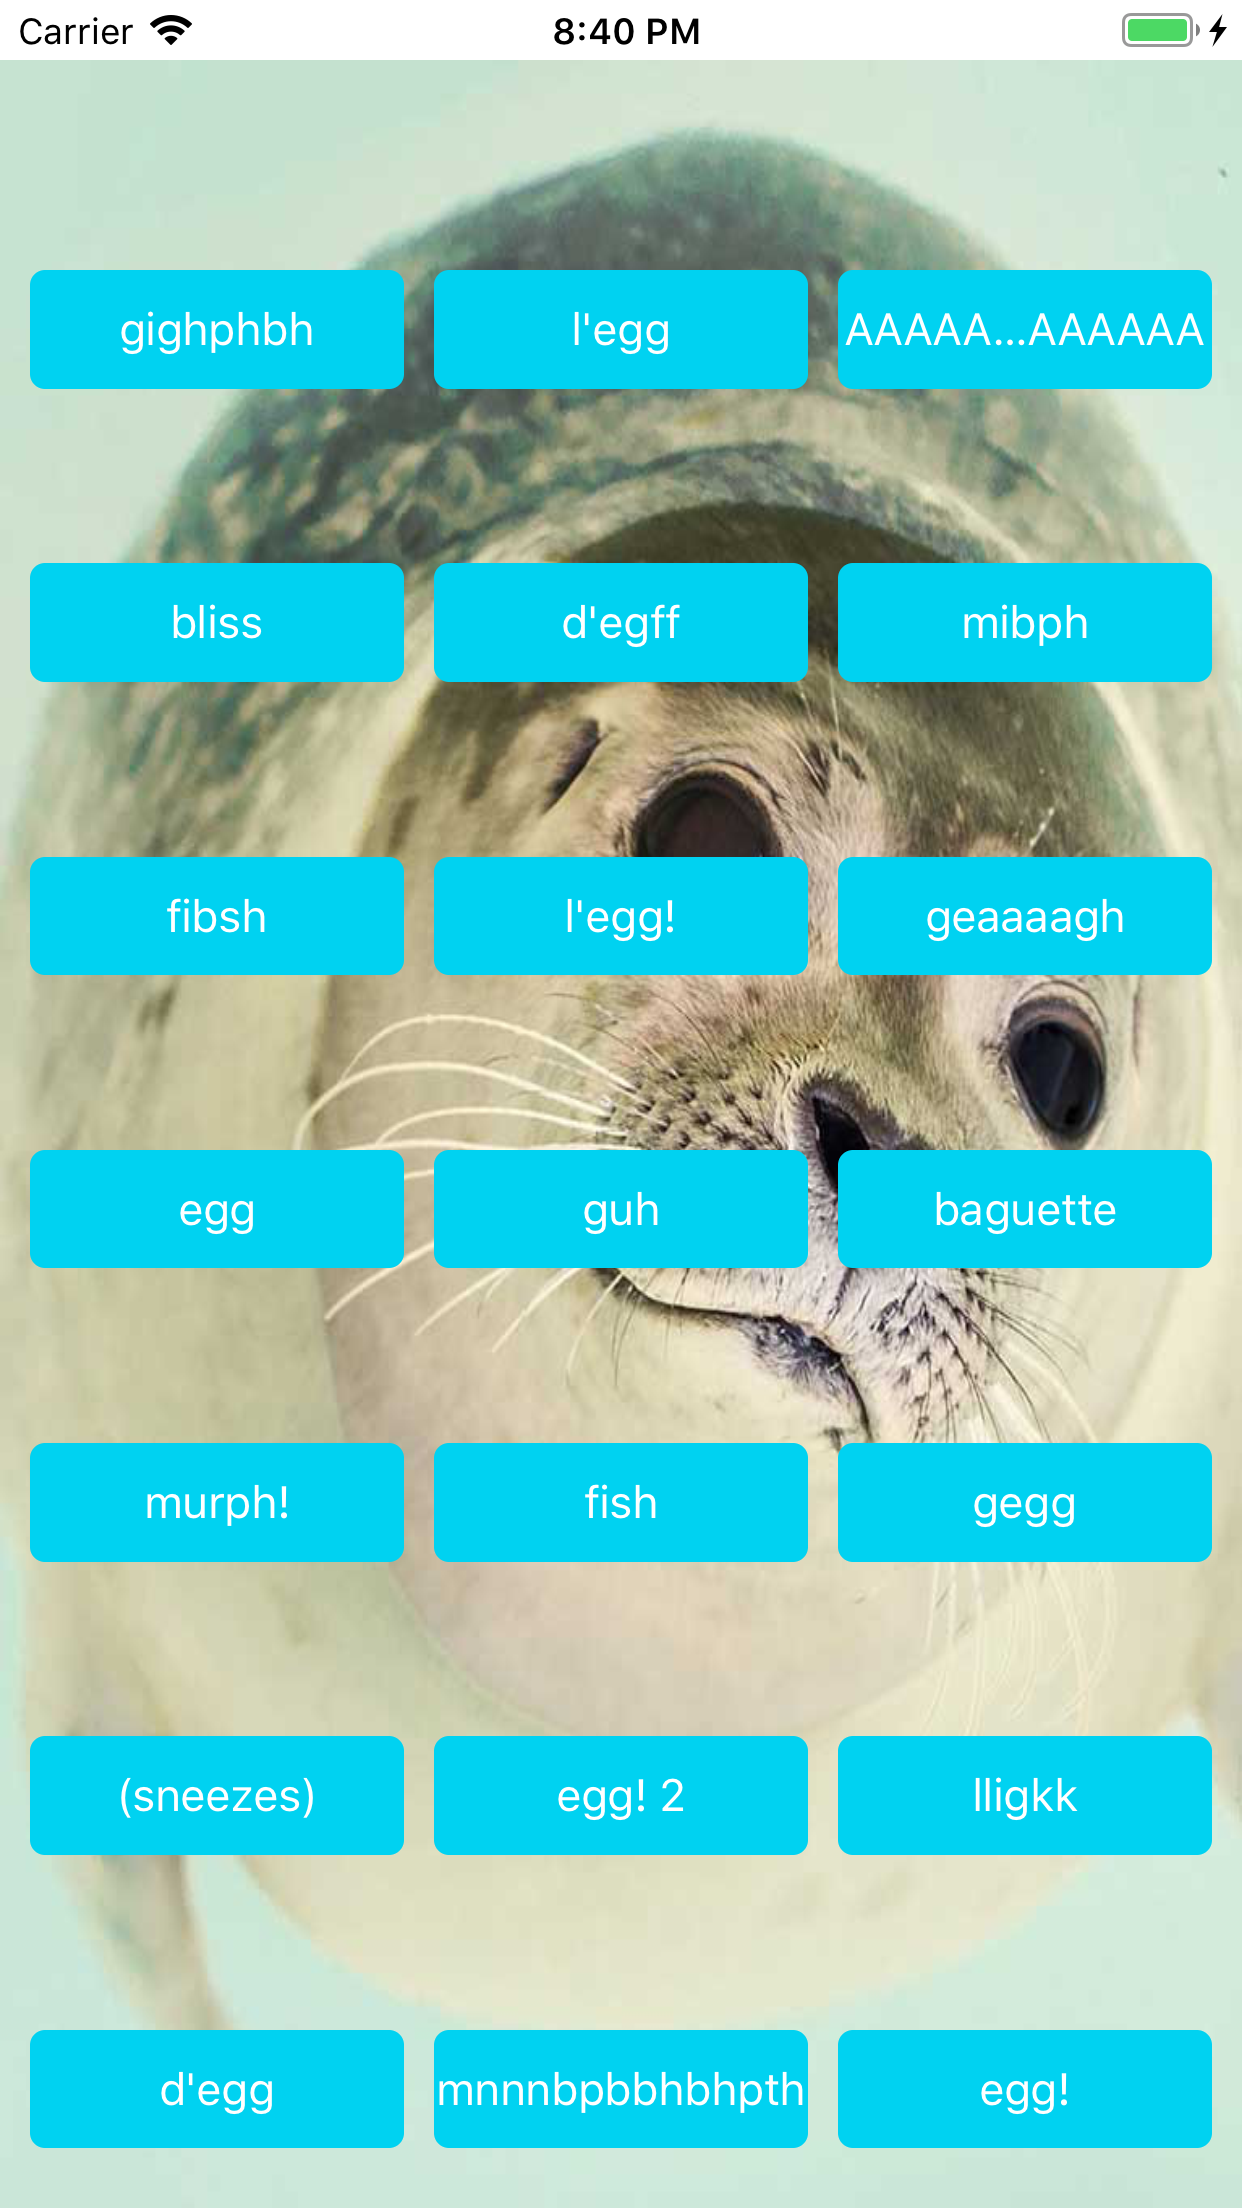 Carrier 8:40 PM
gighphbh l'egg AAAAA...AAAAAA
bliss d'egff mibph
fibsh l'egg! geaaaagh
egg guh baguette
murph! fish gegg
(sneezes) egg! 2 lligkk
d'egg mnnnbpbbhbhpth egg!